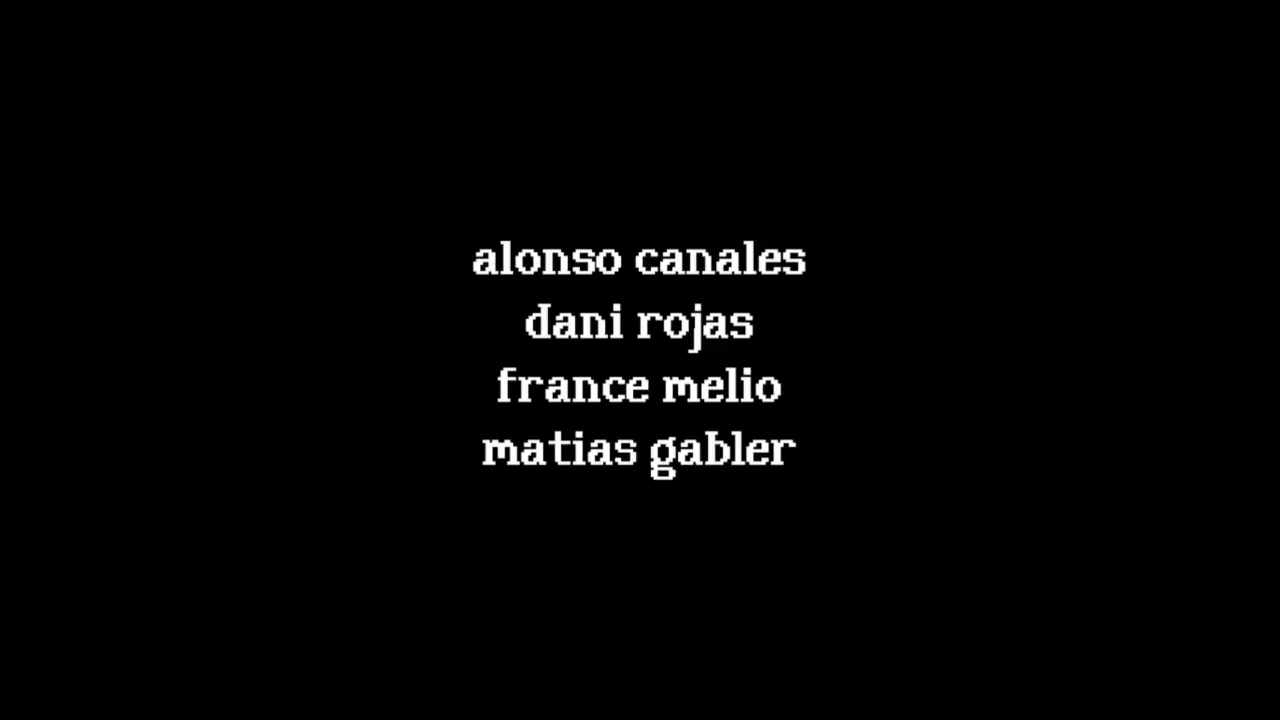 alonso canales
dani rojas
france melio
matias gabler